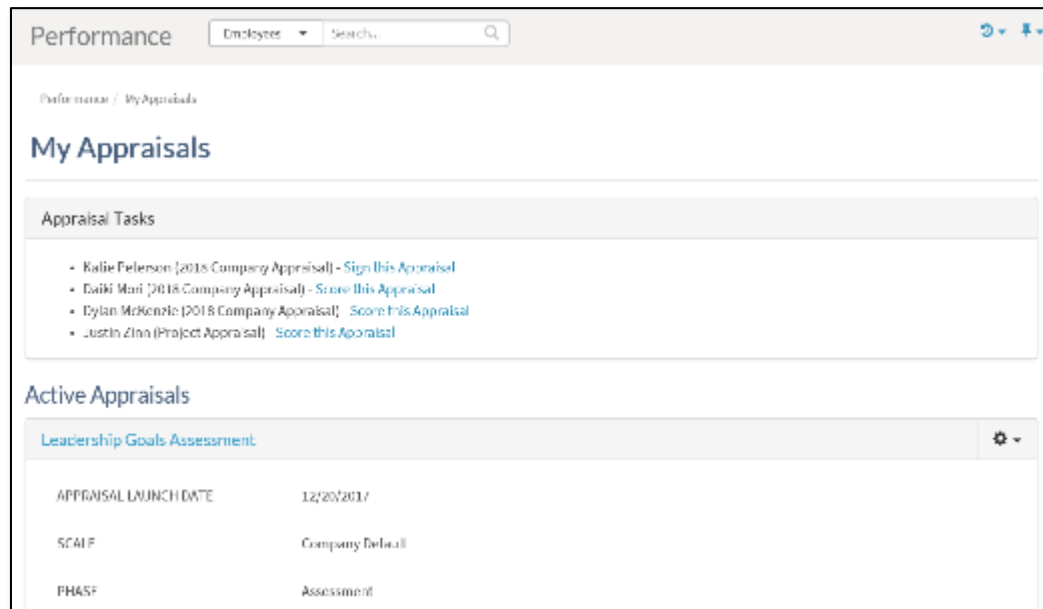 Performance
Employees
Search...
Performance / My Appraisals
My Appraisals
Appraisal Tasks
• Kalie Peterson (2018 Company Appraisal) - Sign this Appraisal
• Daiki Mori (2018 Company Appraisal) - Score this Appraisal
• Dylan McKenzie (2018 Company Appraisal) - Score this Appraisal
• Justin Zinn (Project Appraisal) - Score this Appraisal
Active Appraisals
Leadership Goals Assessment
APPRAISAL LAUNCH DATE 12/20/2017
SCALE Company Default
PHASE Assessment